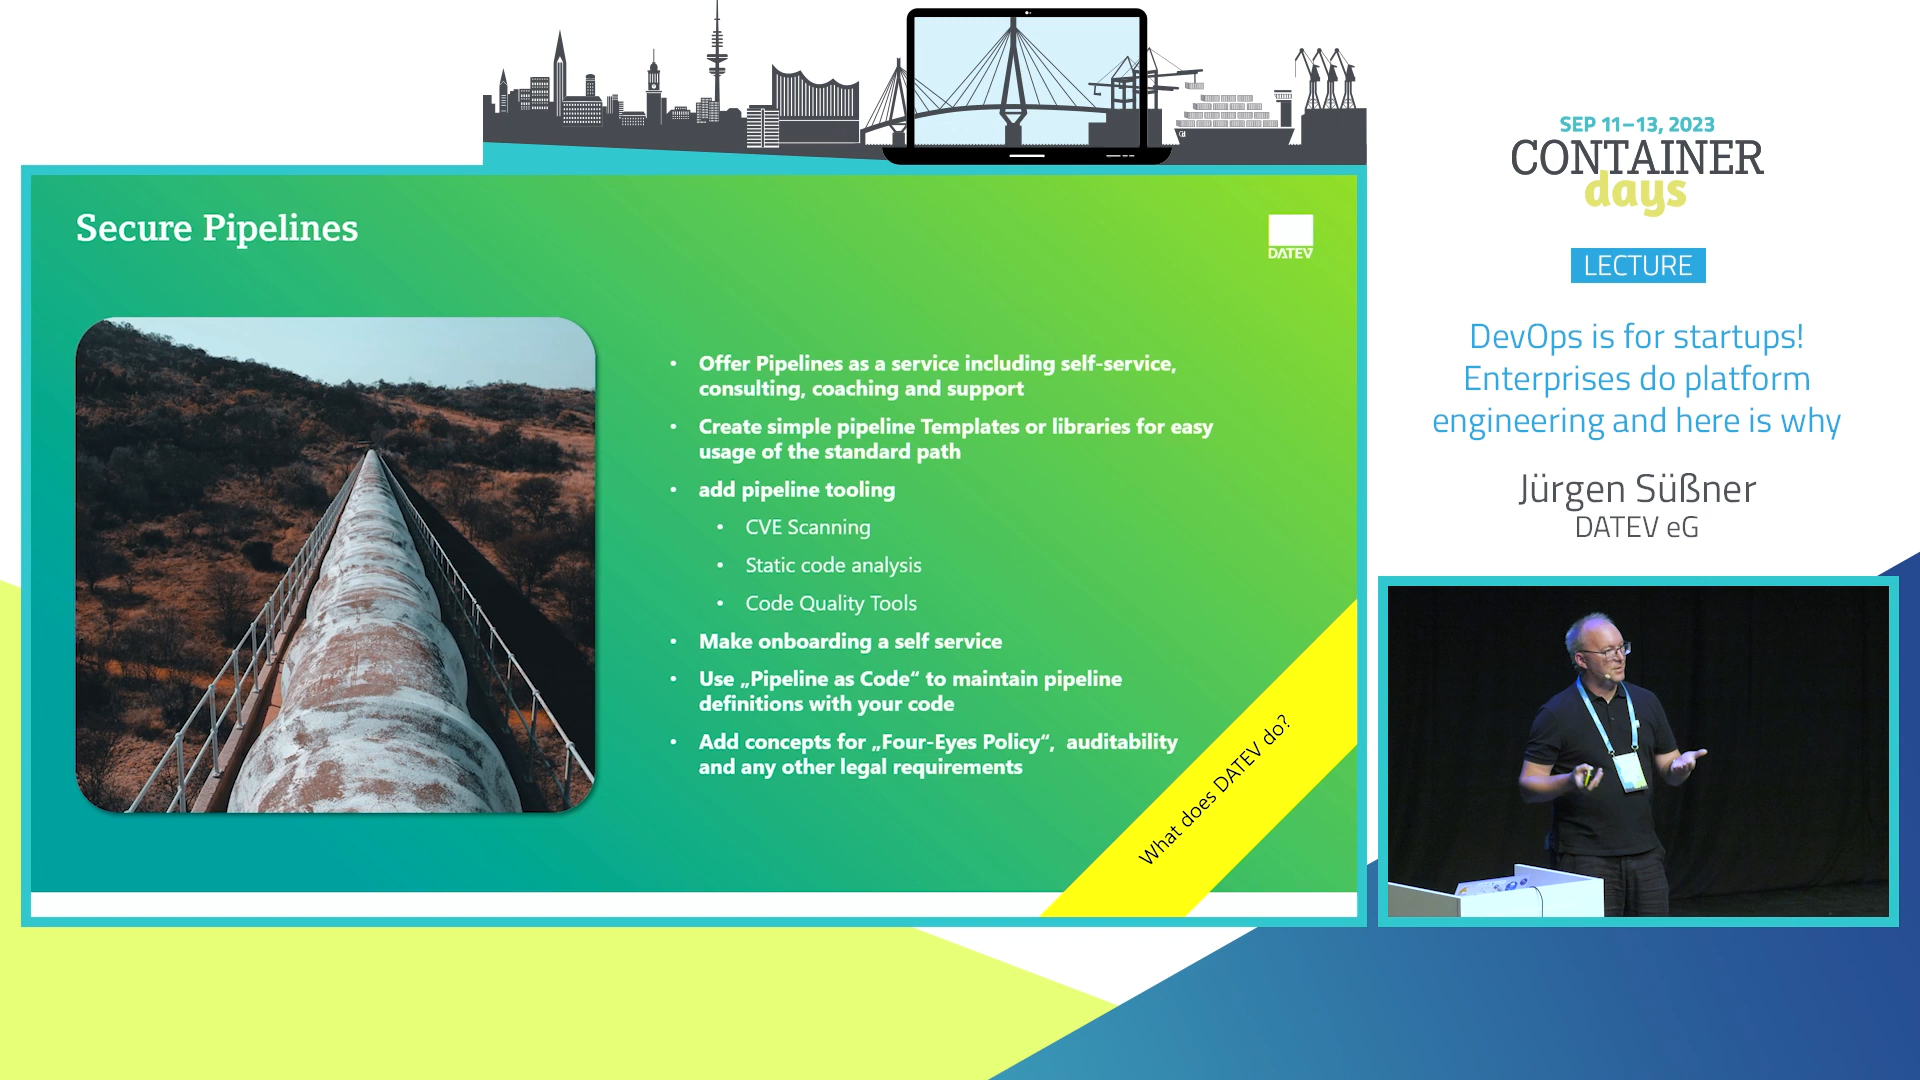 SEP 11–13, 2023
CONTAINER
days
LECTURE
DevOps is for startups!
Enterprises do platform
engineering and here is why
Jürgen Süßner
DATEV eG
Secure Pipelines
DATEV
• Offer Pipelines as a service including self-service,
consulting, coaching and support
• Create simple pipeline Templates or libraries for easy
usage of the standard path
• add pipeline tooling
• CVE Scanning
• Static code analysis
• Code Quality Tools
• Make onboarding a self service
• Use „Pipeline as Code“ to maintain pipeline
definitions with your code
• Add concepts for „Four-Eyes Policy“, auditability
and any other legal requirements
What does DATEV do?